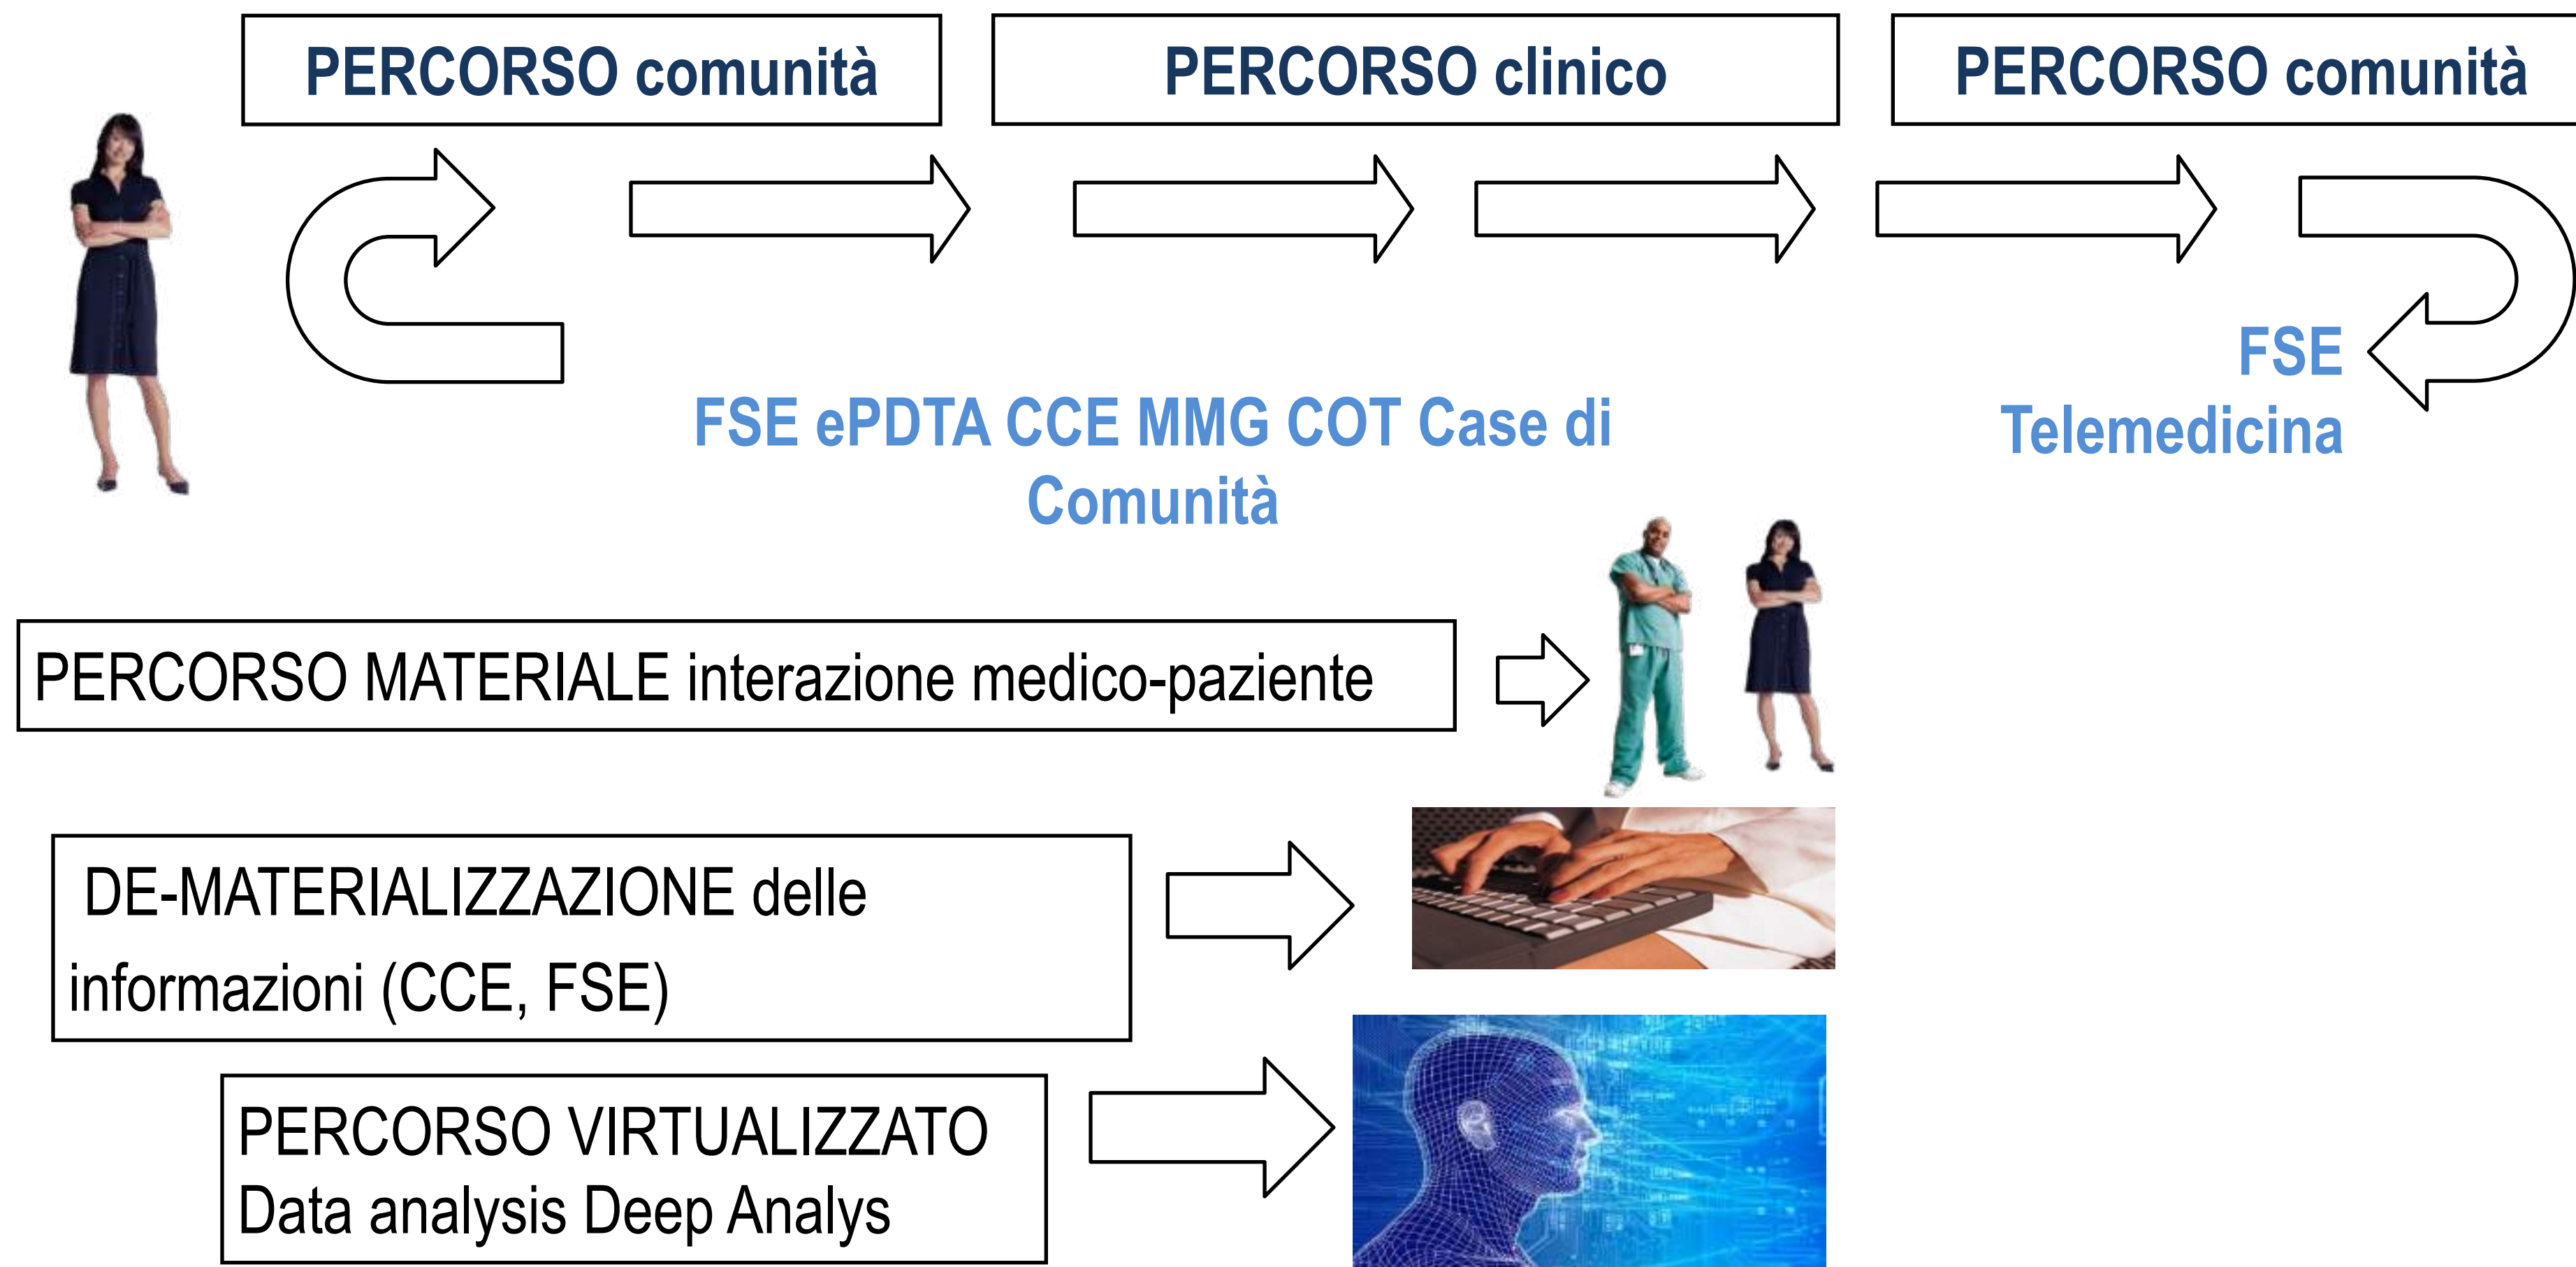 PERCORSO comunità
PERCORSO clinico
PERCORSO comunità
FSE
Telemedicina
FSE ePDTA CCE MMG COT Case di
Comunità
PERCORSO MATERIALE interazione medico-paziente
DE-MATERIALIZZAZIONE delle
informazioni (CCE, FSE)
PERCORSO VIRTUALIZZATO
Data analysis Deep Analys